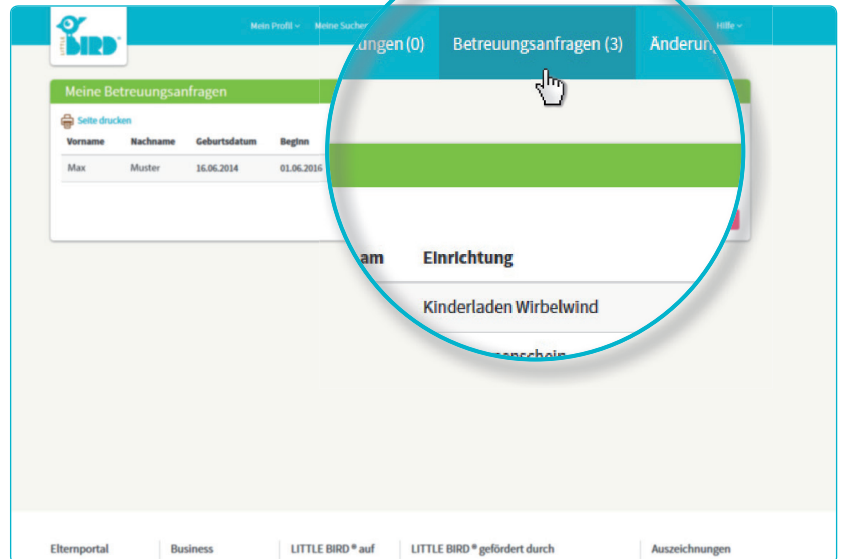 LITTLE BIRD
Mein Profil Meine Suchen Hilfe
(0) Betreuungsanfragen (3)
Meine Betreuungsanfragen
Seite drucken
Vorname Nachname Geburtsdatum Beginn
Max Muster 16.06.2014 01.06.2016
am Einrichtung
Kinderladen Wirbelwind
Elternportal Business LITTLE BIRD® auf LITTLE BIRD® gefördert durch Auszeichnungen